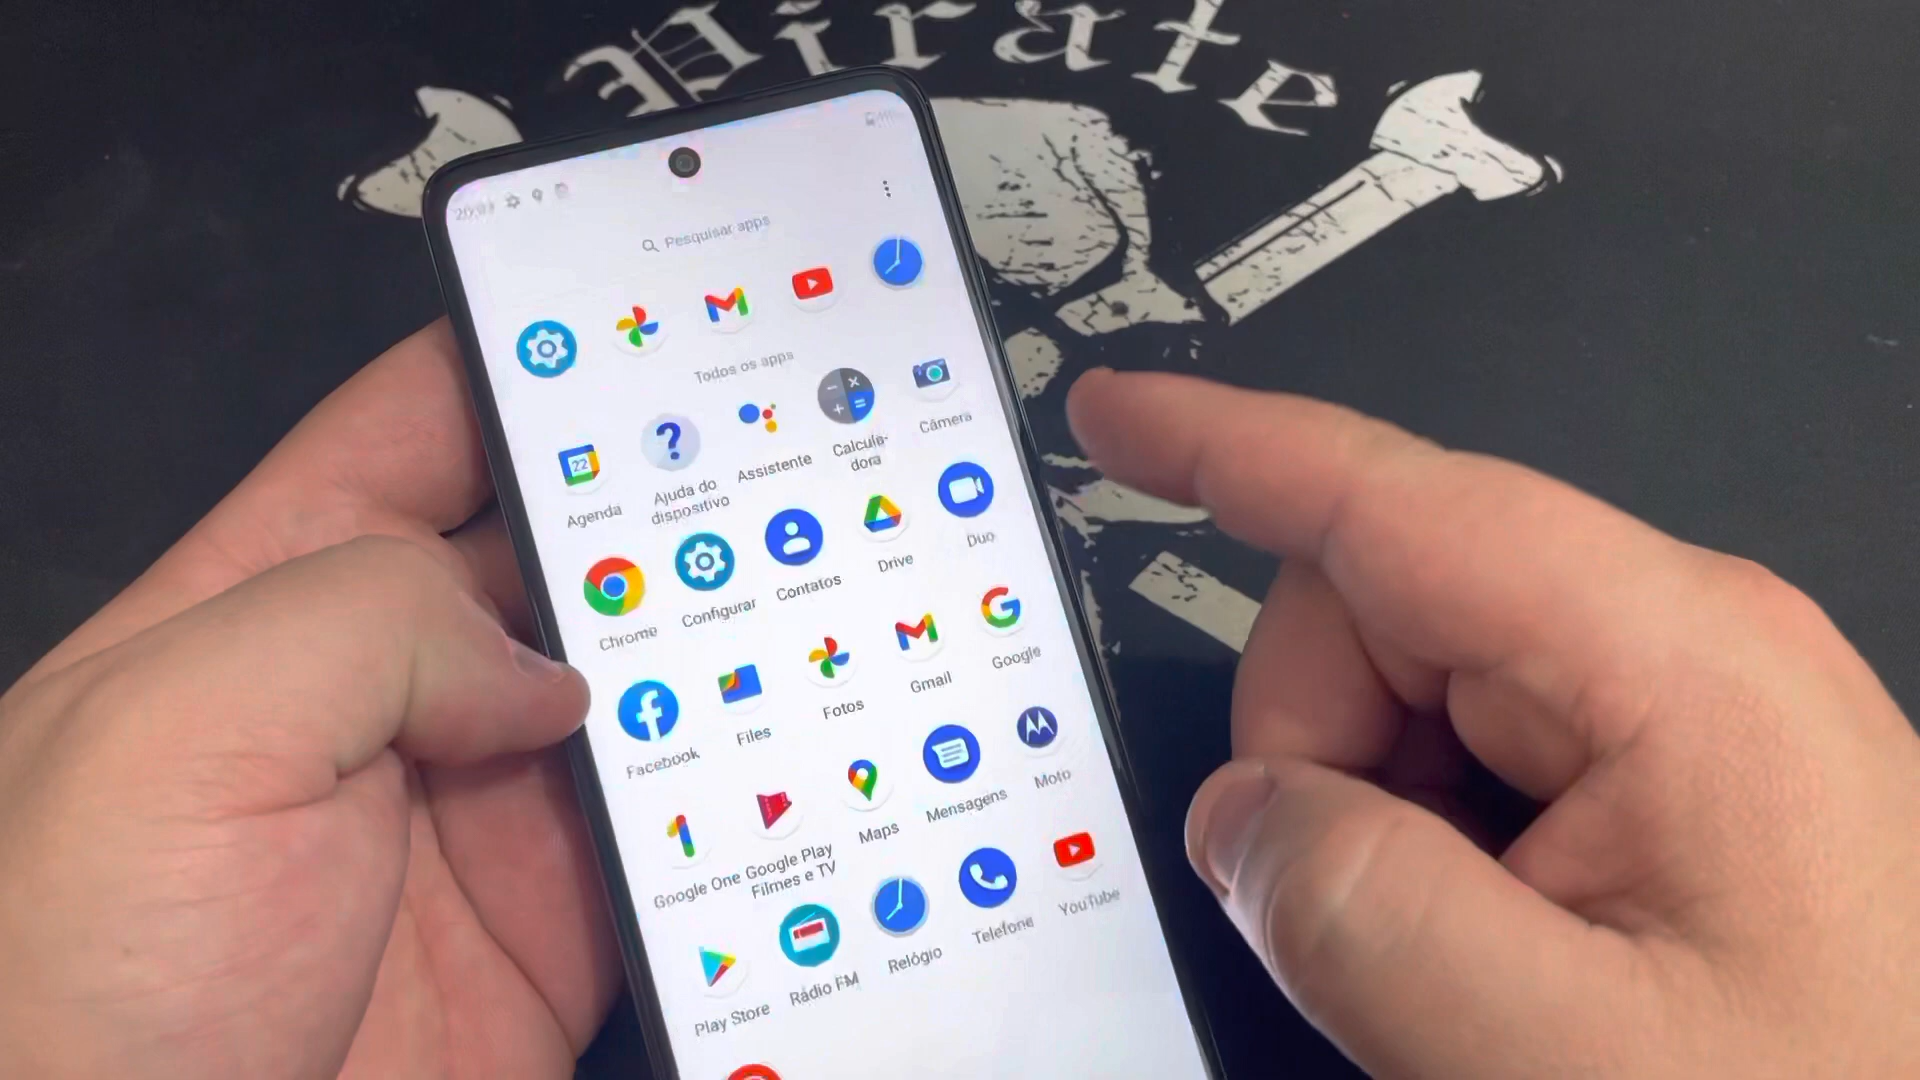 Pirate
Pesquisar apps
Todos os apps
Câmera
Calcula-
dora
Assistente
Ajuda do
dispositivo
Agenda
22
Duo
Drive
Contatos
Configurar
Chrome
Google
Gmail
Fotos
Files
Facebook
Moto
Mensagens
Maps
Google Play
Filmes e TV
Google One
YouTube
Telefone
Relógio
Rádio FM
Play Store